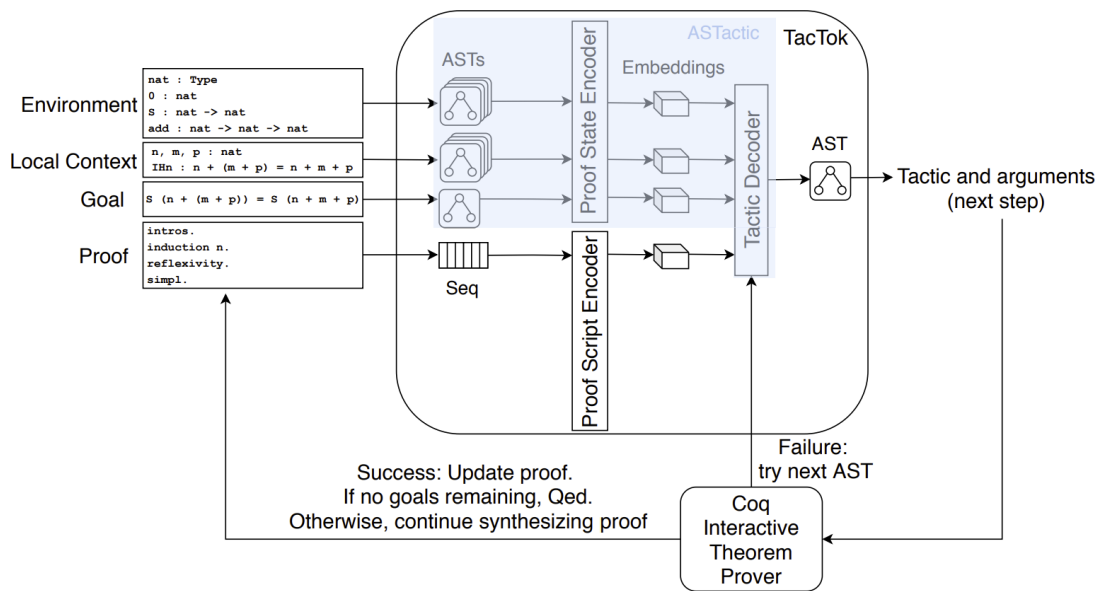 ASTactic
TacTok
ASTs
Proof State Encoder
Embeddings
Tactic Decoder
AST
Environment
nat : Type
0 : nat
S : nat -> nat
add : nat -> nat -> nat
Local Context
n, m, p : nat
IHn : n + (m + p) = n + m + p
Goal
S (n + (m + p)) = S (n + m + p)
Tactic and arguments
(next step)
Proof
intros.
induction n.
reflexivity.
simpl.
Seq
Proof Script Encoder
Failure:
try next AST
Success: Update proof.
If no goals remaining, Qed.
Otherwise, continue synthesizing proof
Coq
Interactive
Theorem
Prover